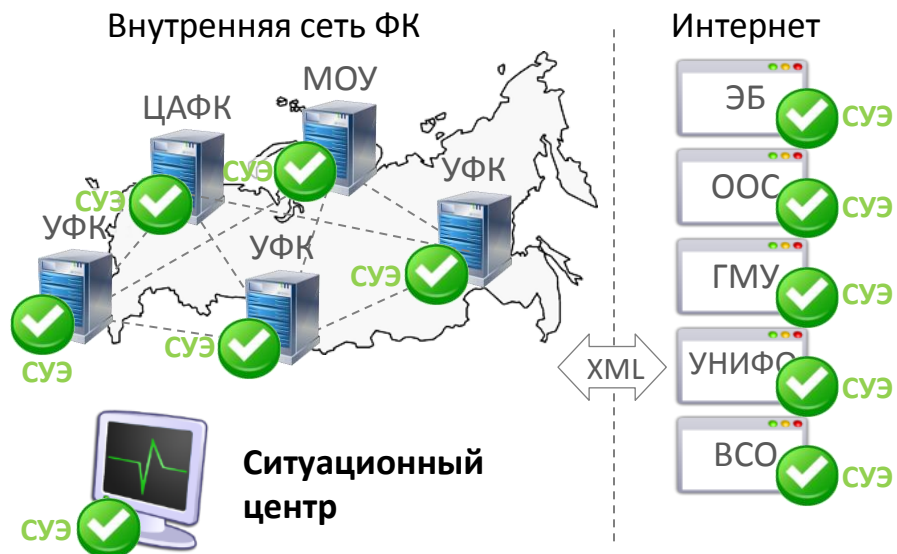 Внутренняя сеть ФК
Интернет
МОУ
ЦАФК
СУЭ
УФК
СУЭ
УФК
УФК
СУЭ
СУЭ
СУЭ
XML
ЭБ
СУЭ
ООС
СУЭ
ГМУ
СУЭ
УНИФО
СУЭ
ВСО
СУЭ
Ситуационный
центр
СУЭ